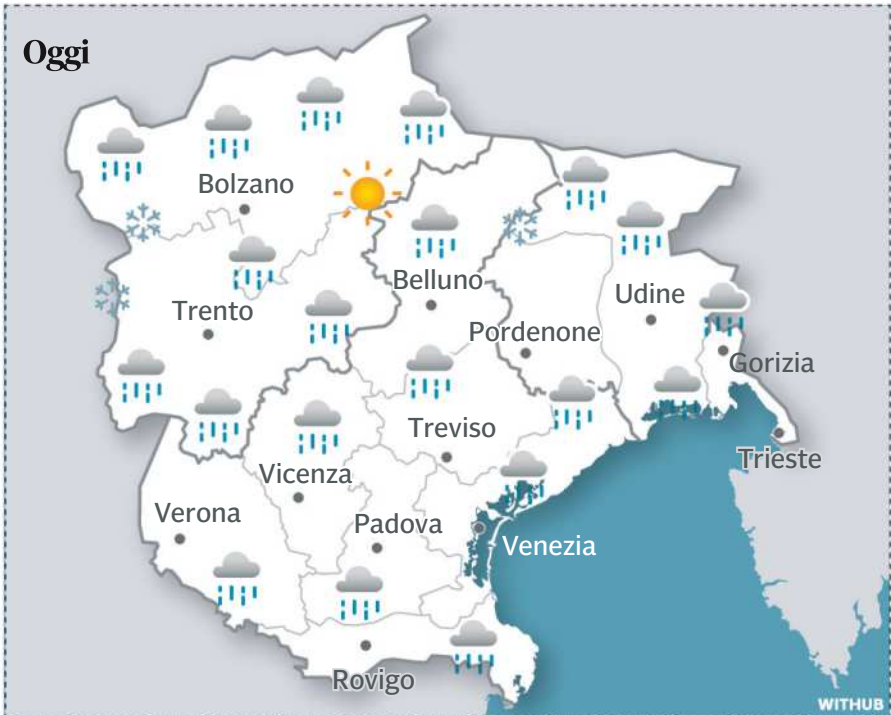 Oggi
Bolzano
Belluno
Trento
Udine
Pordenone
Gorizia
Treviso
Trieste
Vicenza
Verona
Padova
Venezia
Rovigo
WITHUB